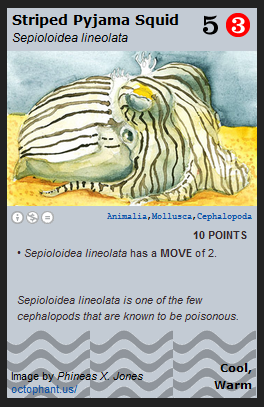 Striped Pyjama Squid 5 3
Sepioloidea lineolata
Animalia,Mollusca,Cephalopoda
10 POINTS
• Sepioloidea lineolata has a MOVE of 2.
Sepioloidea lineolata is one of the few
cephalopods that are known to be poisonous.
Cool,
Warm
Image by Phineas X. Jones
octophant.us/